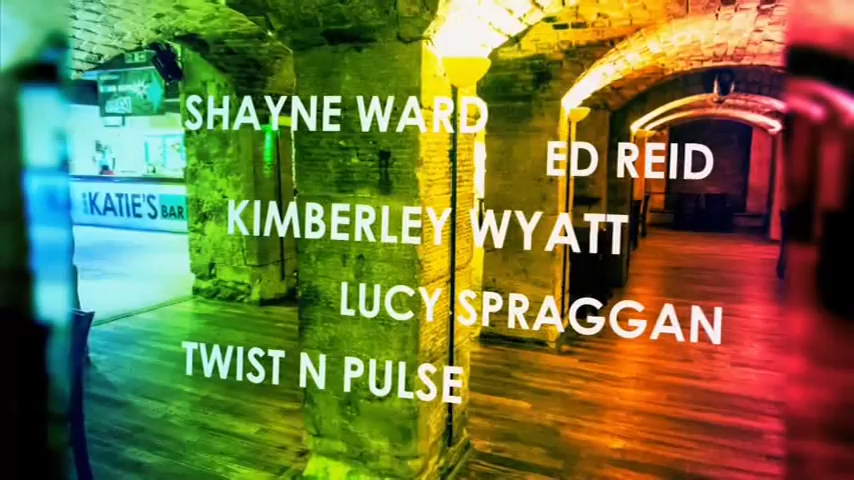 SHAYNE WARD
ED REID
KATIE'S BAR
KIMBERLEY WYATT
LUCY SPRAGGAN
TWIST N PULSE